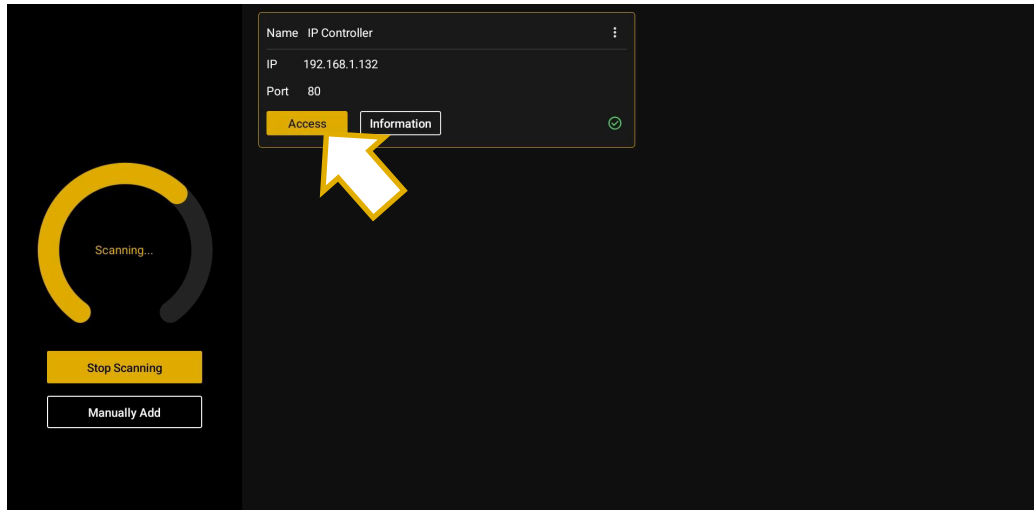 Name IP Controller
IP 192.168.1.132
Port 80
Access Information
Scanning...
Stop Scanning
Manually Add